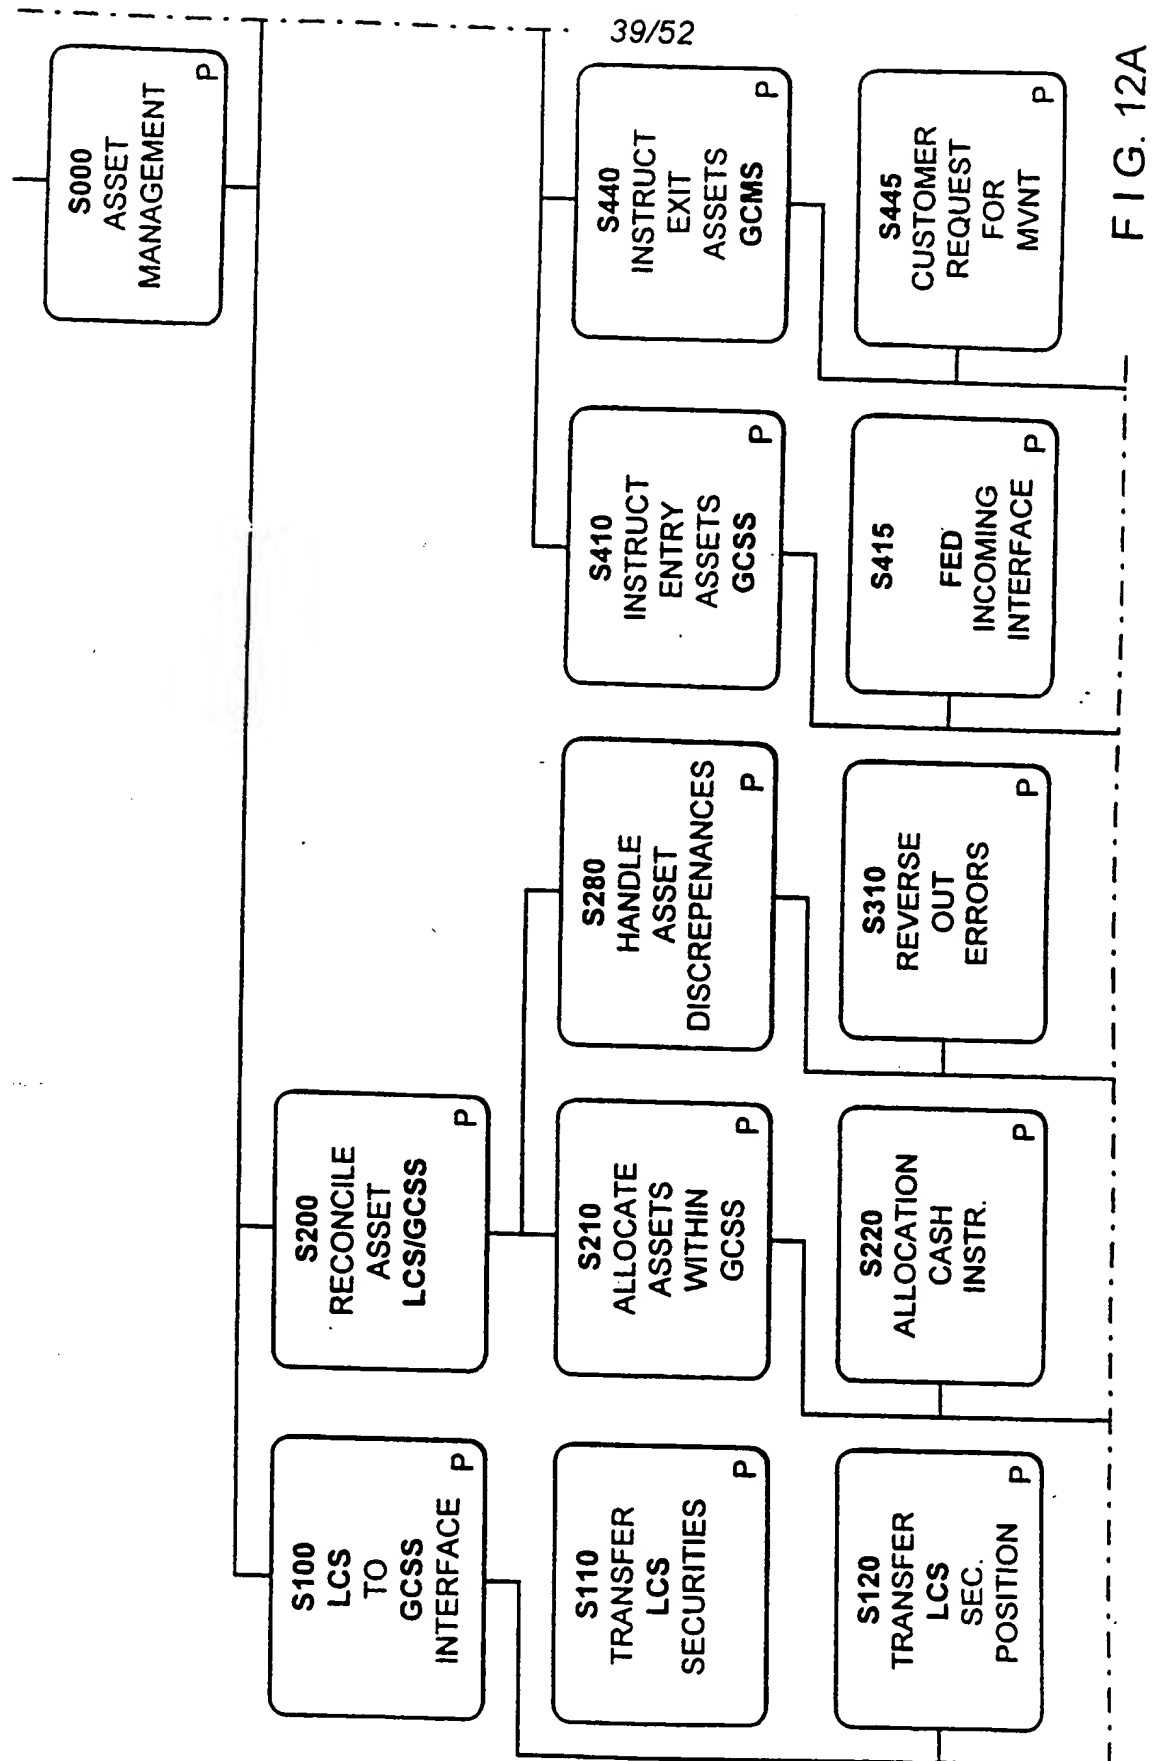 39/52
S000
ASSET
MANAGEMENT
P
S100
LCS
TO
GCSS
INTERFACE
P
S200
RECONCILE
ASSET
LCS/GCSS
P
S110
TRANSFER
LCS
SECURITIES
P
S210
ALLOCATE
ASSETS
WITHIN
GCSS
P
S280
HANDLE
ASSET
DISCREPENANCES
P
S410
INSTRUCT
ENTRY
ASSETS
GCSS
P
S440
INSTRUCT
EXIT
ASSETS
GCMS
P
S120
TRANSFER
LCS
SEC.
POSITION
P
S220
ALLOCATION
CASH
INSTR.
P
S310
REVERSE
OUT
ERRORS
P
S415
FED
INCOMING
INTERFACE
P
S445
CUSTOMER
REQUEST
FOR
MVNT
P
FIG. 12A